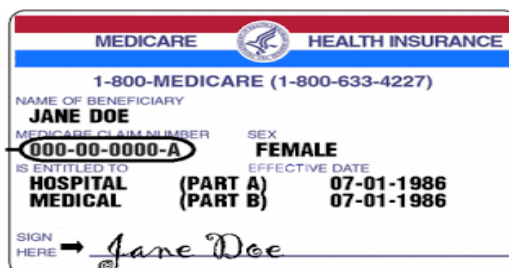 MEDICARE HEALTH INSURANCE
1-800-MEDICARE (1-800-633-4227)
NAME OF BENEFICIARY
JANE DOE
MEDICARE CLAIM NUMBER SEX
000-00-0000-A FEMALE
IS ENTITLED TO EFFECTIVE DATE
HOSPITAL (PART A) 07-01-1986
MEDICAL (PART B) 07-01-1986
SIGN
HERE Jane Doe